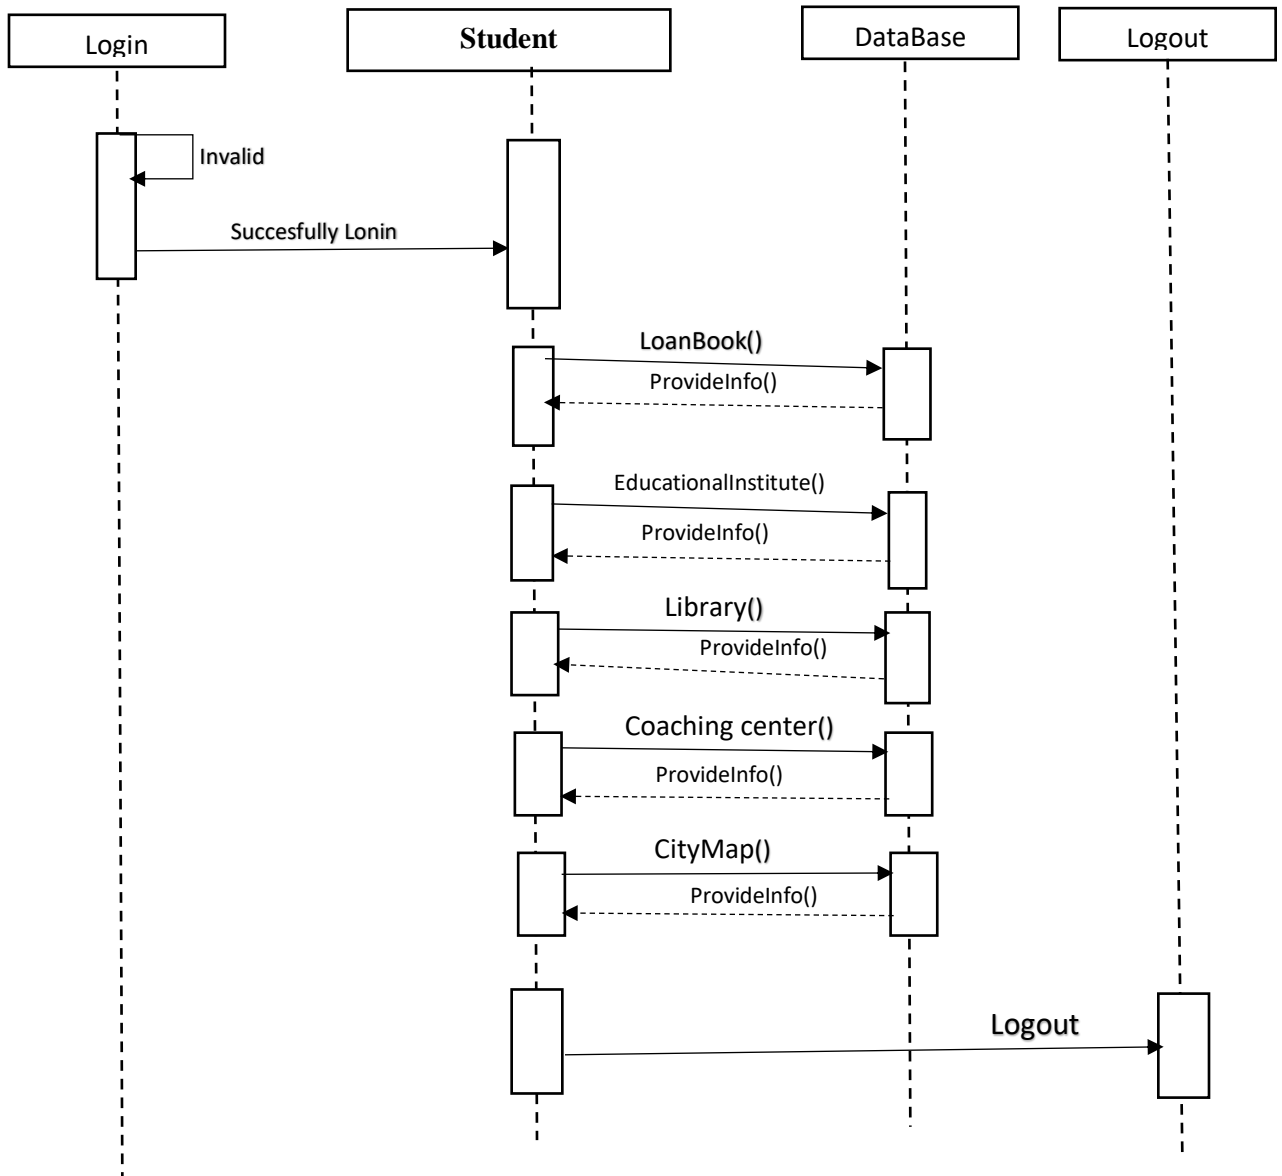 Login
Student
DataBase
Logout
Invalid
Succesfully Lonin
LoanBook()
ProvideInfo()
EducationalInstitute()
ProvideInfo()
Library()
ProvideInfo()
Coaching center()
ProvideInfo()
CityMap()
ProvideInfo()
Logout